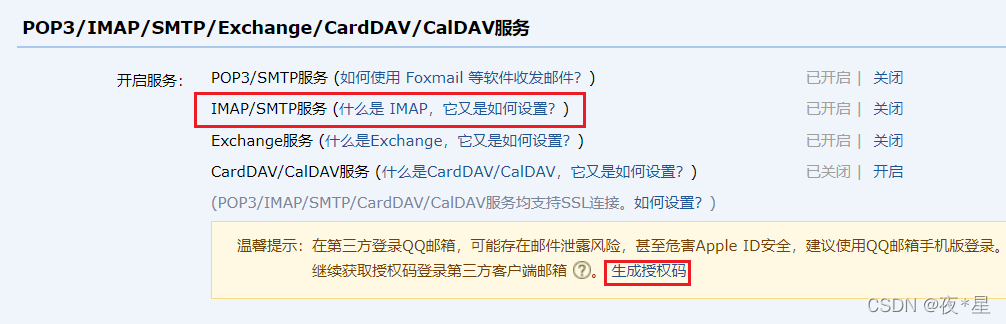 POP3/IMAP/SMTP/Exchange/CardDAV/CalDAV服务
开启服务： POP3/SMTP服务 (如何使用 Foxmail 等软件收发邮件？) 已开启 | 关闭
IMAP/SMTP服务 (什么是 IMAP，它又是如何设置？) 已开启 | 关闭
Exchange服务 (什么是Exchange，它又是如何设置？) 已开启 | 关闭
CardDAV/CalDAV服务 (什么是CardDAV/CalDAV，它又是如何设置？) 已关闭 | 开启
(POP3/IMAP/SMTP/CardDAV/CalDAV服务均支持SSL连接。如何设置？)
温馨提示：在第三方登录QQ邮箱，可能存在邮件泄露风险，甚至危害Apple ID安全，建议使用QQ邮箱手机版登录。
继续获取授权码登录第三方客户端邮箱 ?。 生成授权码
CSDN @夜*星